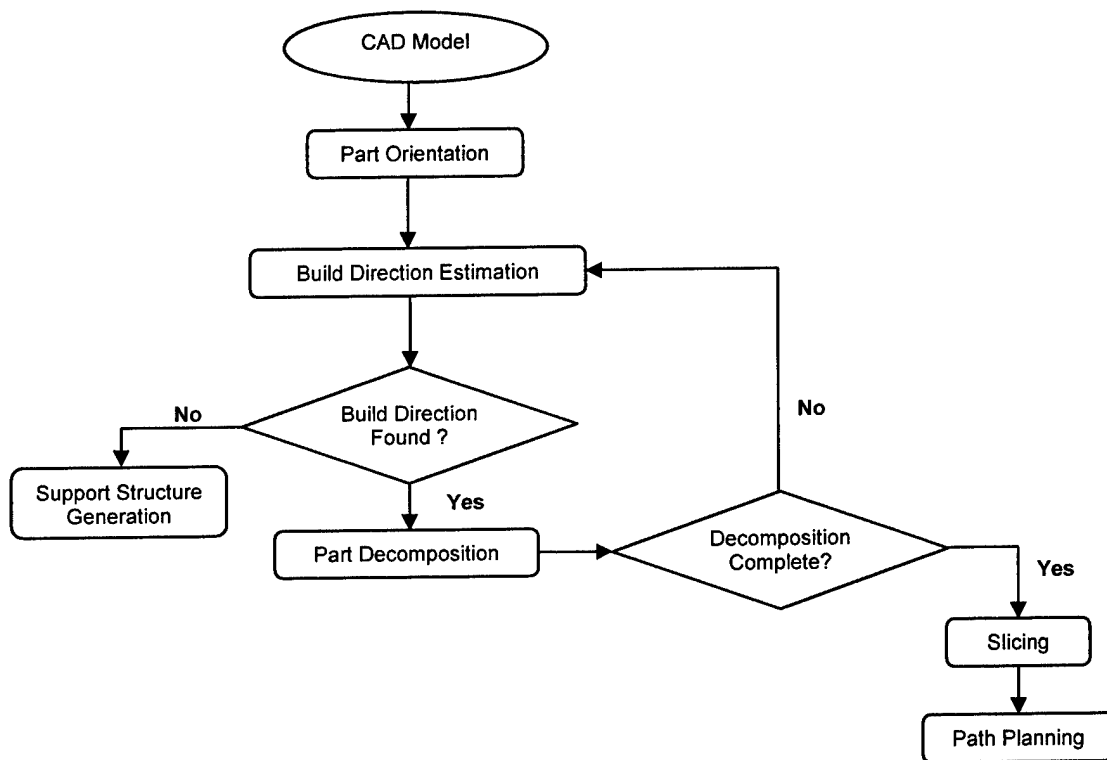 CAD Model
Part Orientation
Build Direction Estimation
No
Build Direction
Found ?
No
Support Structure
Generation
Yes
Part Decomposition
Decomposition
Complete?
Yes
Slicing
Path Planning